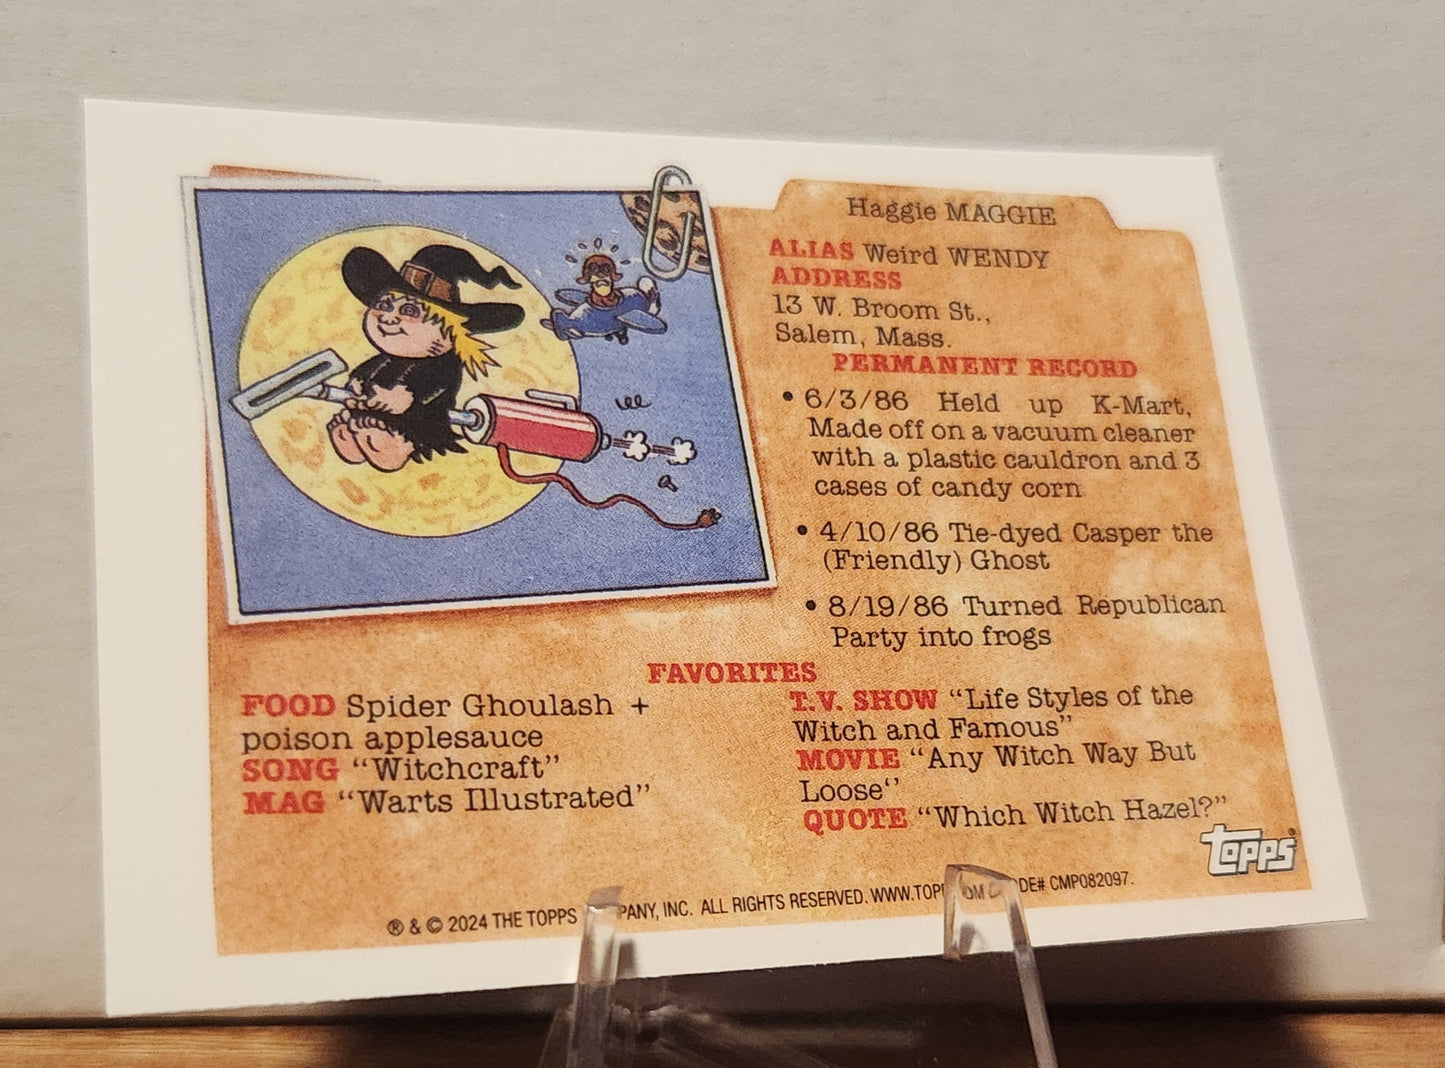 Haggie MAGGIE
ALIAS Weird WENDY
ADDRESS
13 W. Broom St.,
Salem, Mass.
PERMANENT RECORD
• 6/3/86 Held up K-Mart,
Made off on a vacuum cleaner
with a plastic cauldron and 3
cases of candy corn
• 4/10/86 Tie-dyed Casper the
(Friendly) Ghost
• 8/19/86 Turned Republican
Party into frogs
FAVORITES
FOOD Spider Ghoulash +
poison applesauce
SONG “Witchcraft”
MAG “Warts Illustrated”
T.V. SHOW “Life Styles of the
Witch and Famous”
MOVIE “Any Witch Way But
Loose‘’
QUOTE “Which Witch Hazel?”
topps®
® & © 2024 THE TOPPS PANY, INC. ALL RIGHTS RESERVED. WWW.TOP OM C DE# CMP082097.